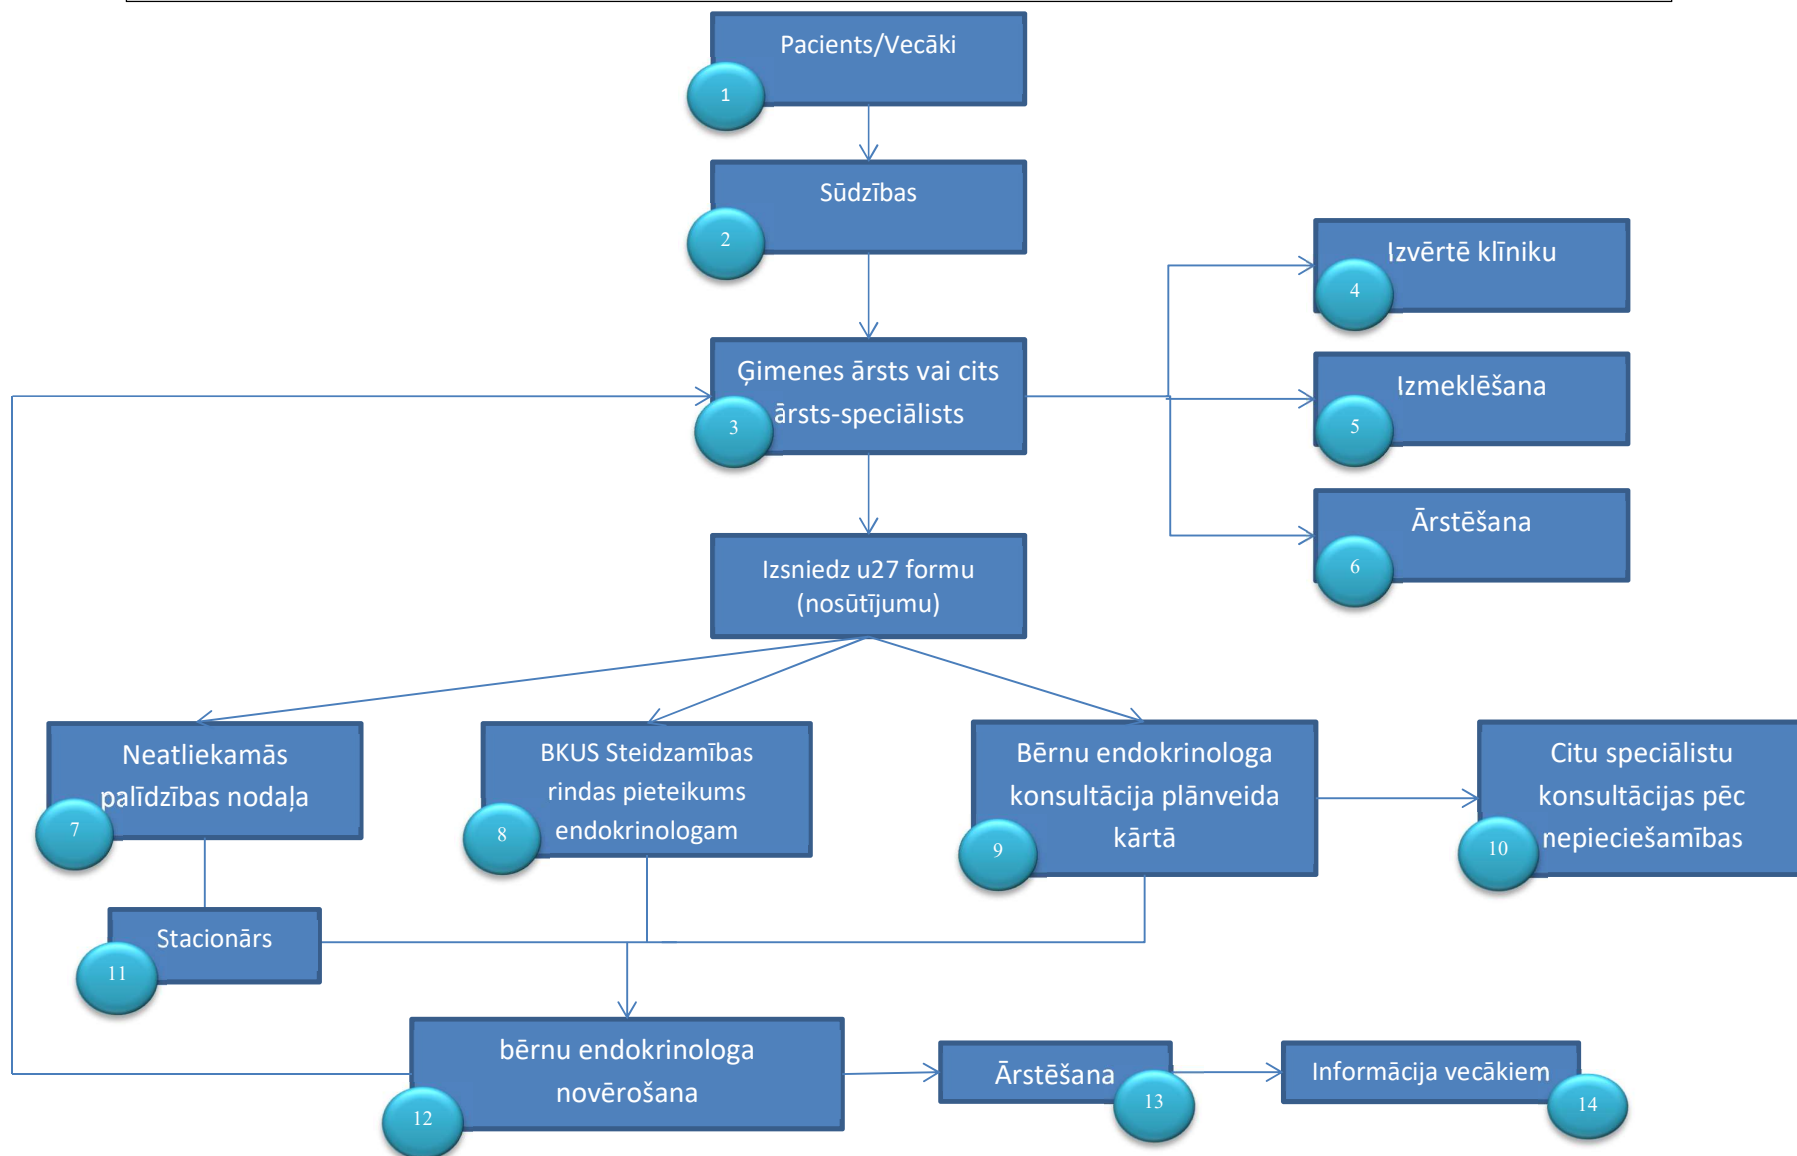 Pacients/Vecāki
1
Sūdzības
2
Izvērtē klīniku
4
Ģimenes ārsts vai cits
ārsts-speciālists
3
Izmeklēšana
5
Ārstēšana
6
Izsniedz u27 formu
(nosūtījumu)
Neatliekamās
palīdzības nodaļa
7
BKUS Steidzamības
rindas pieteikums
endokrinologam
8
Bērnu endokrinologa
konsultācija plānveida
kārtā
9
Citu speciālistu
konsultācijas pēc
nepieciešamības
10
Stacionārs
11
bērnu endokrinologa
novērošana
12
Ārstēšana
13
Informācija vecākiem
14